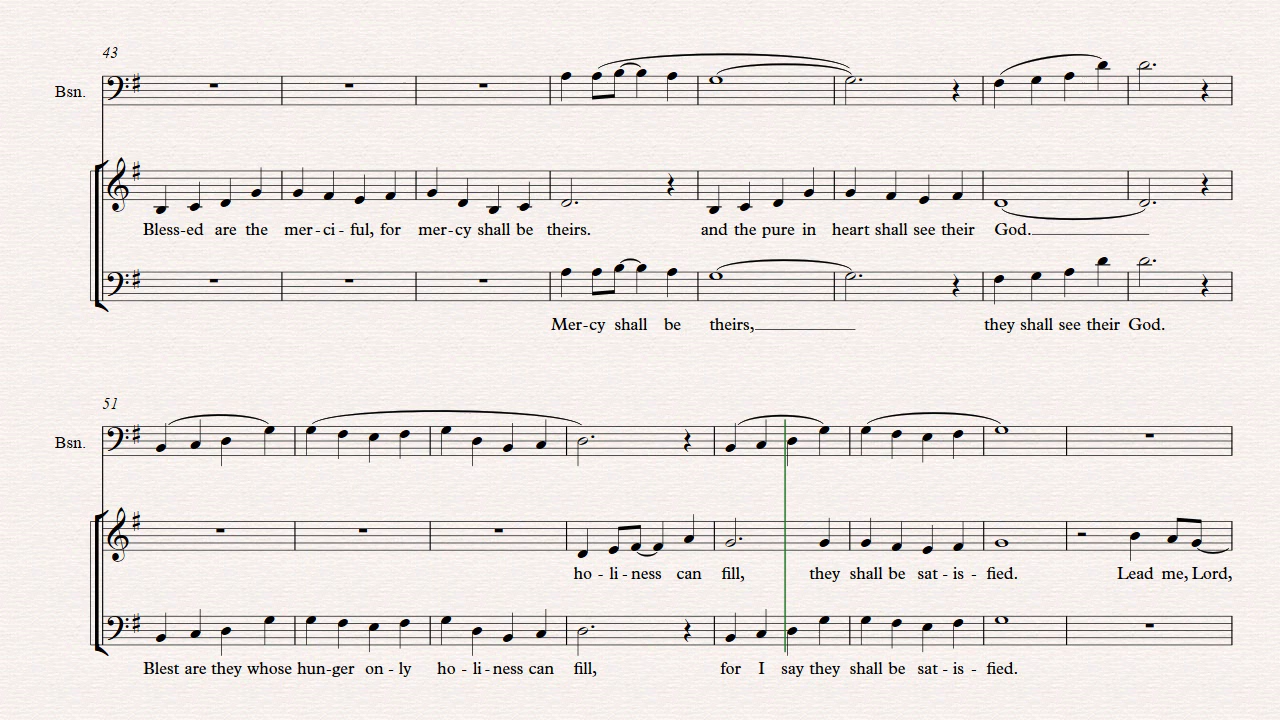 43
Bsn.
Bless-ed are the mer-ci-ful, for mer-cy shall be theirs. and the pure in heart shall see their God.
Mer-cy shall be theirs, they shall see their God.
51
Bsn.
ho-li-ness can fill, they shall be sat-is-fied. Lead me, Lord,
Blest are they whose hun-ger on-ly ho-li-ness can fill, for I say they shall be sat-is-fied.